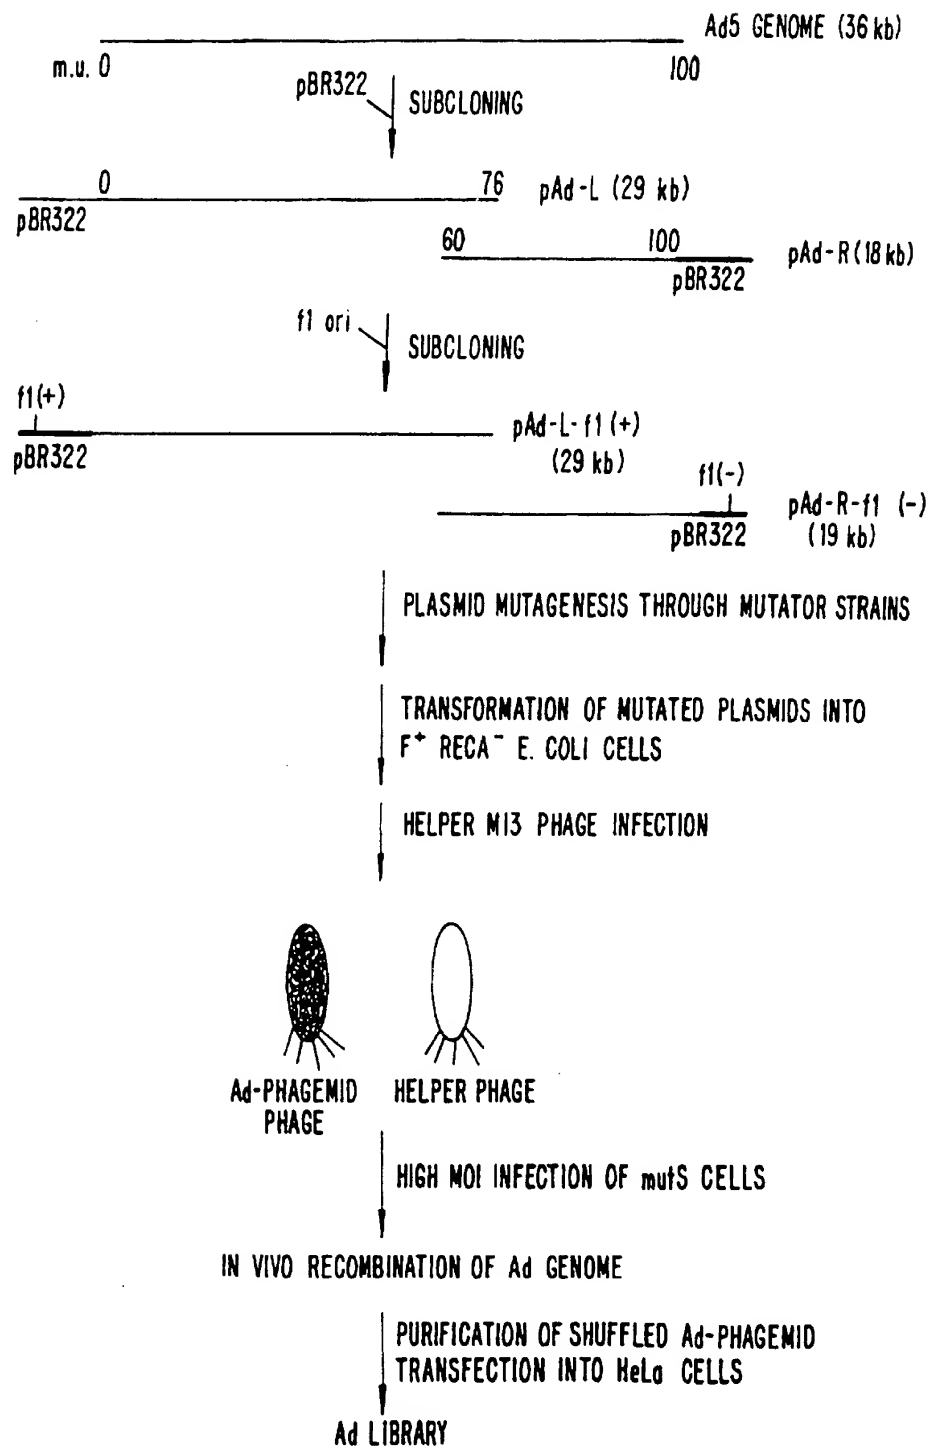 Ad5 GENOME (36 kb)
m.u. 0
100
pBR322
SUBCLONING
0
76
pAd-L (29 kb)
pBR322
60
100
pAd-R (18 kb)
pBR322
f1 ori
SUBCLONING
f1(+)
pAd-L-f1 (+)
(29 kb)
pBR322
f1(-)
pAd-R-f1 (-)
(19 kb)
pBR322
PLASMID MUTAGENESIS THROUGH MUTATOR STRAINS
TRANSFORMATION OF MUTATED PLASMIDS INTO
F⁺ RECA⁻ E. COLI CELLS
HELPER M13 PHAGE INFECTION
Ad-PHAGEMID
PHAGE
HELPER PHAGE
HIGH MOI INFECTION OF mutS CELLS
IN VIVO RECOMBINATION OF Ad GENOME
PURIFICATION OF SHUFFLED Ad-PHAGEMID
TRANSFECTION INTO HeLa CELLS
Ad LIBRARY